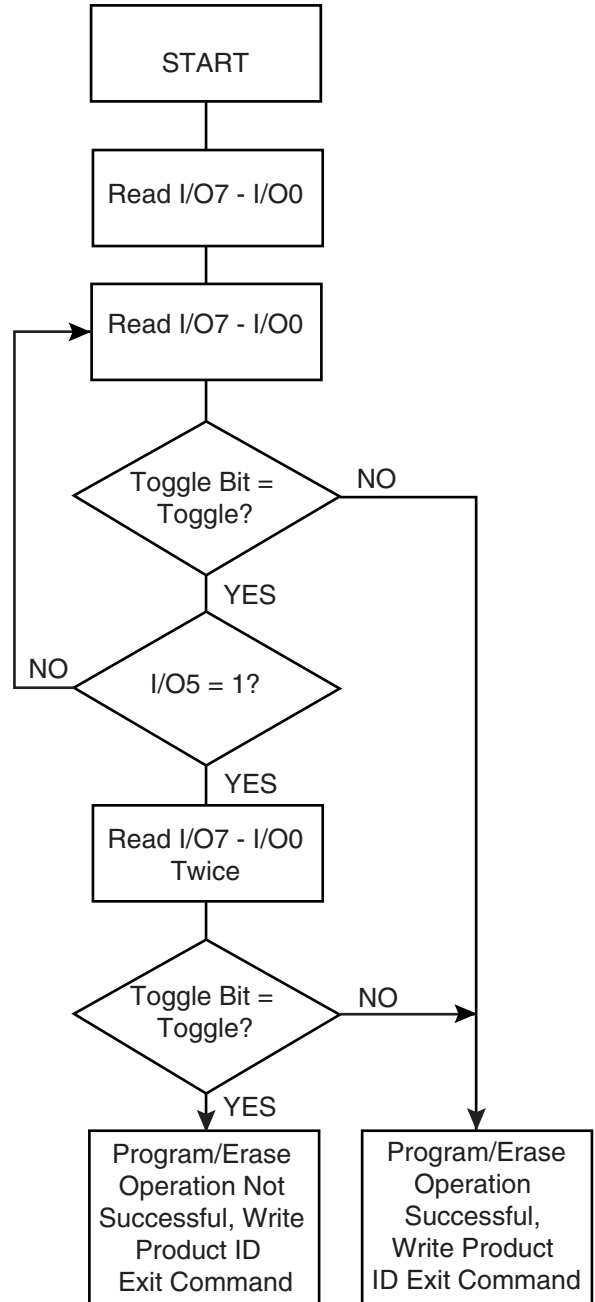 START
Read I/O7 - I/O0
Read I/O7 - I/O0
Toggle Bit =
Toggle?
NO
YES
NO
I/O5 = 1?
YES
Read I/O7 - I/O0
Twice
Toggle Bit =
Toggle?
NO
YES
Program/Erase
Operation Not
Successful, Write
Product ID
Exit Command
Program/Erase
Operation
Successful,
Write Product
ID Exit Command